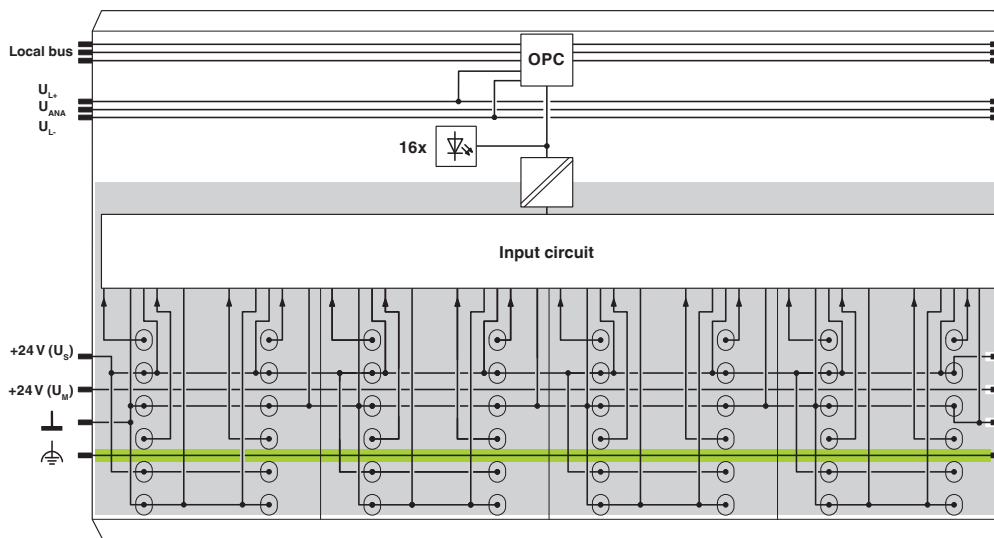 Local bus
OPC
U_L+
U_ANA
U_L-
16x
Input circuit
+24 V (U_S)
+24 V (U_M)